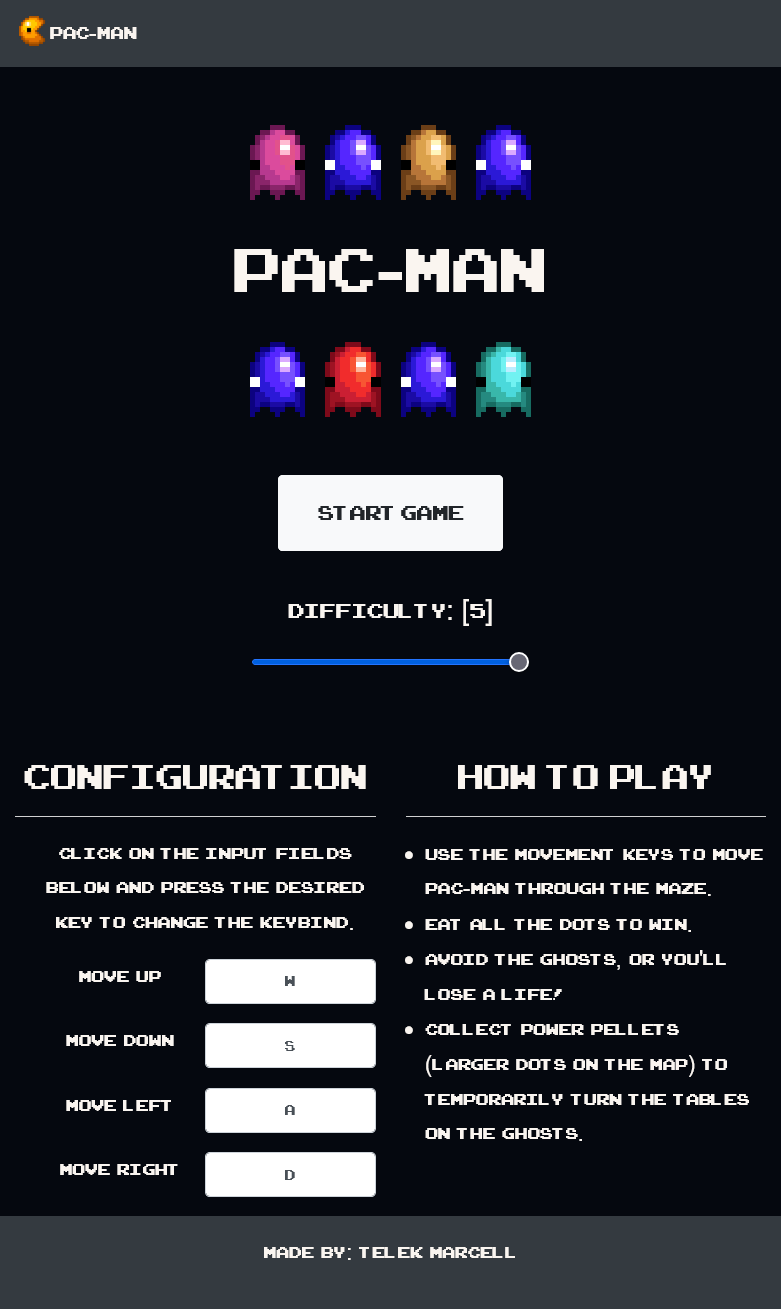 PAC-MAN
PAC-MAN
START GAME
DIFFICULTY: [5]
CONFIGURATION
CLICK ON THE INPUT FIELDS
BELOW AND PRESS THE DESIRED
KEY TO CHANGE THE KEYBIND.
MOVE UP W
MOVE DOWN S
MOVE LEFT A
MOVE RIGHT D
HOW TO PLAY
• USE THE MOVEMENT KEYS TO MOVE
PAC-MAN THROUGH THE MAZE.
• EAT ALL THE DOTS TO WIN.
• AVOID THE GHOSTS, OR YOU'LL
LOSE A LIFE!
• COLLECT POWER PELLETS
(LARGER DOTS ON THE MAP) TO
TEMPORARILY TURN THE TABLES
ON THE GHOSTS.
MADE BY: TELEK MARCELL